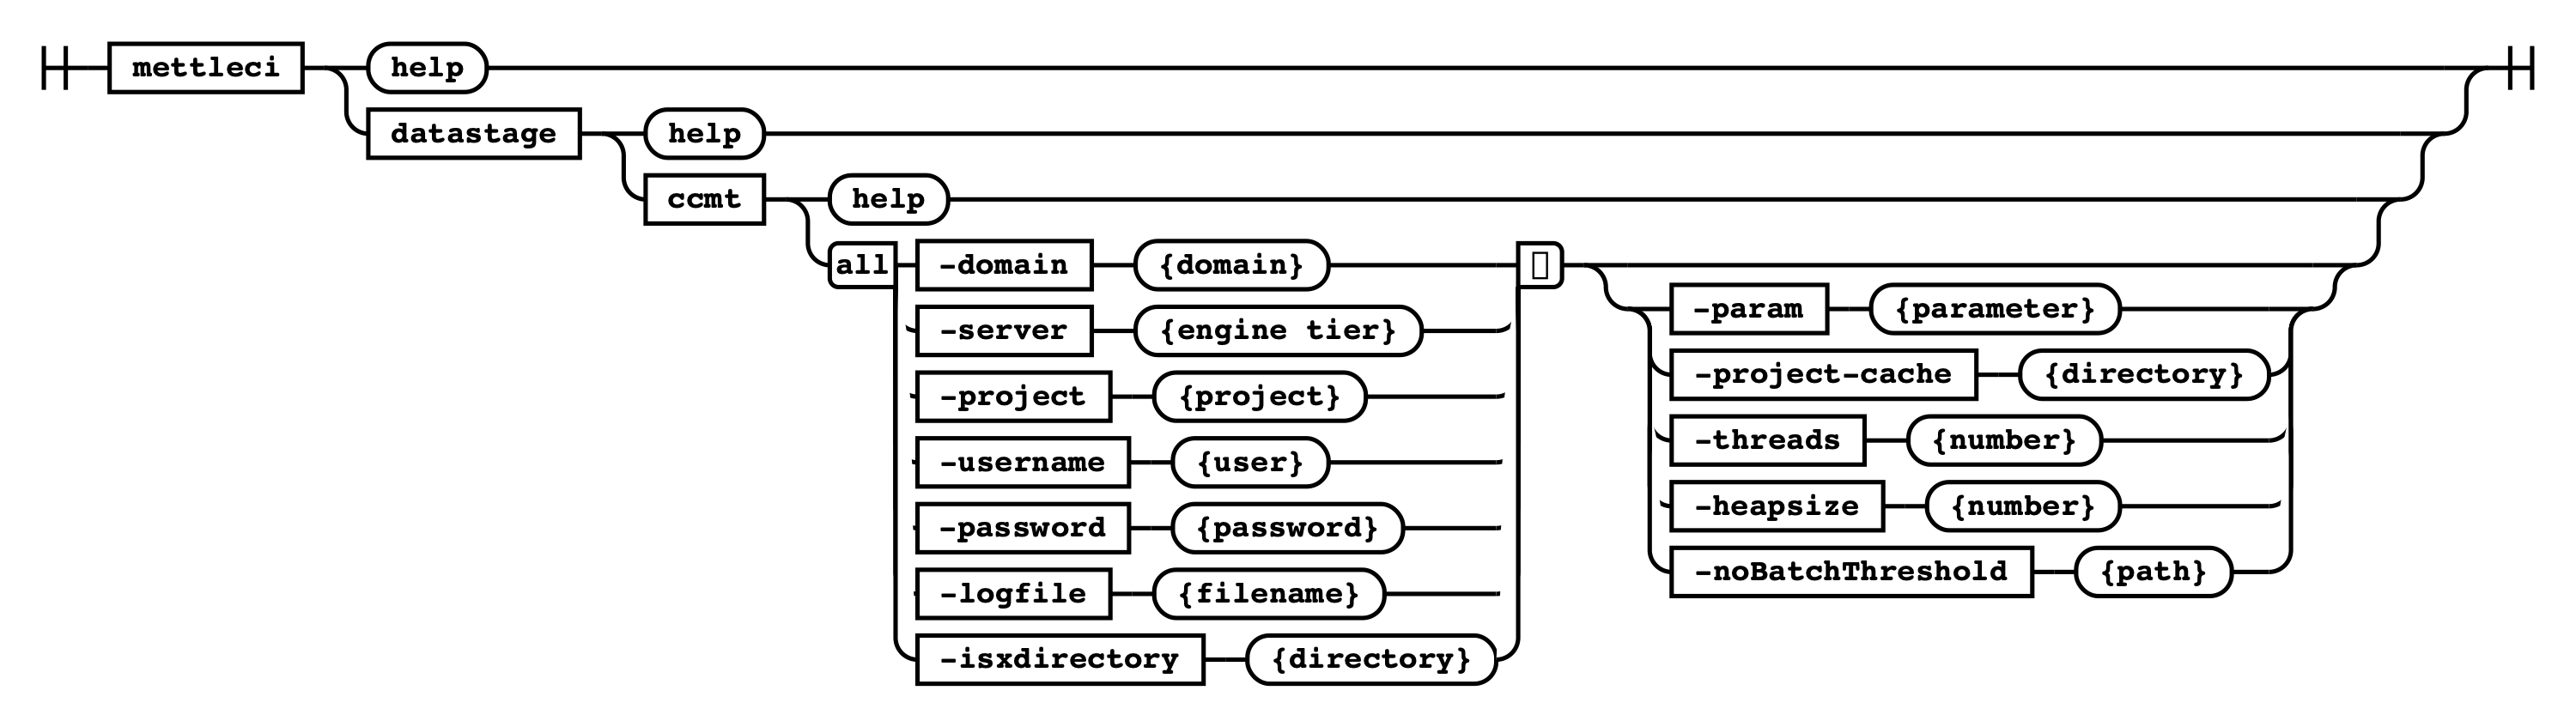 mettleci help
datastage help
ccmt help
all -domain {domain}
-param {parameter}
-server {engine tier}
-project-cache {directory}
-project {project}
-threads {number}
-username {user}
-heapsize {number}
-password {password}
-noBatchThreshold {path}
-logfile {filename}
-isxdirectory {directory}